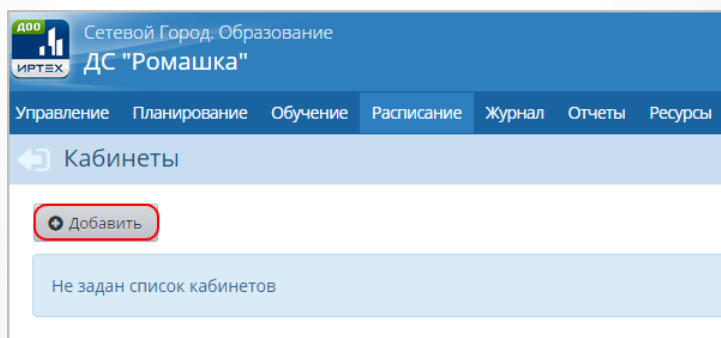 ДОО
ИРТЕХ
Сетевой Город. Образование
ДС "Ромашка"
Управление Планирование Обучение Расписание Журнал Отчеты Ресурсы
Кабинеты
Добавить
Не задан список кабинетов